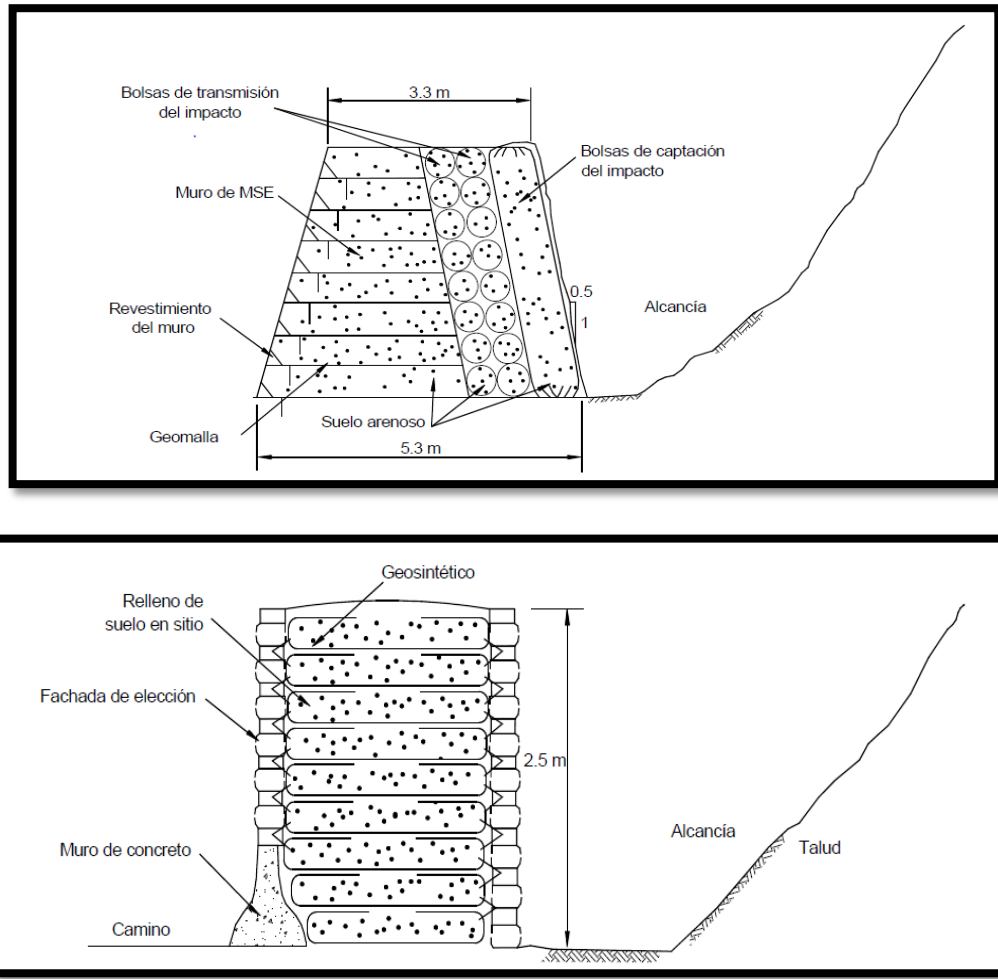 Bolsas de transmisión
del impacto
3.3 m
Bolsas de captación
del impacto
Muro de MSE
0.5
1
Alcancía
Revestimiento
del muro
Suelo arenoso
Geomalla
5.3 m
Geosintético
Relleno de
suelo en sitio
Fachada de elección
2.5 m
Alcancía
Talud
Muro de concreto
Camino